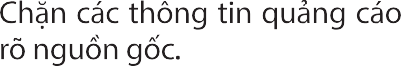 Chặn các thông tin quảng cáo
rõ nguồn gốc.